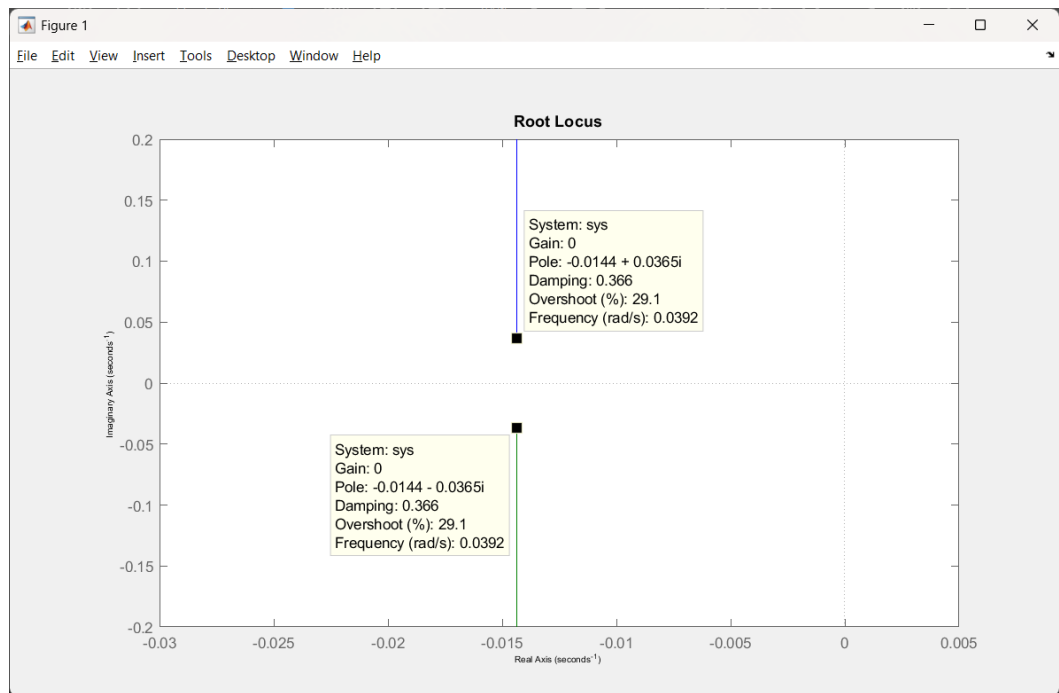 Figure 1
File Edit View Insert Tools Desktop Window Help
Root Locus
0.2
0.15
0.1
0.05
0
-0.05
-0.1
-0.15
-0.2
Imaginary Axis (seconds⁻¹)
System: sys
Gain: 0
Pole: -0.0144 + 0.0365i
Damping: 0.366
Overshoot (%): 29.1
Frequency (rad/s): 0.0392
System: sys
Gain: 0
Pole: -0.0144 - 0.0365i
Damping: 0.366
Overshoot (%): 29.1
Frequency (rad/s): 0.0392
-0.03 -0.025 -0.02 -0.015 -0.01 -0.005 0 0.005
Real Axis (seconds⁻¹)